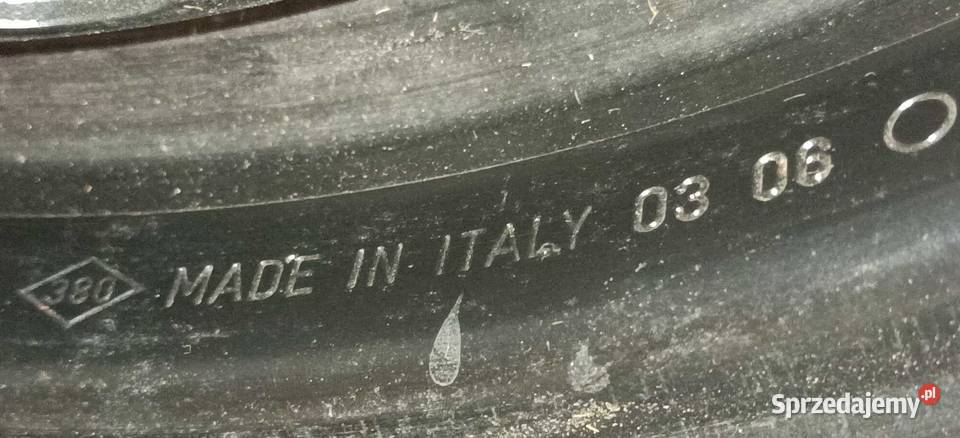 380 MADE IN ITALY 03 06
Sprzedajemy.pl